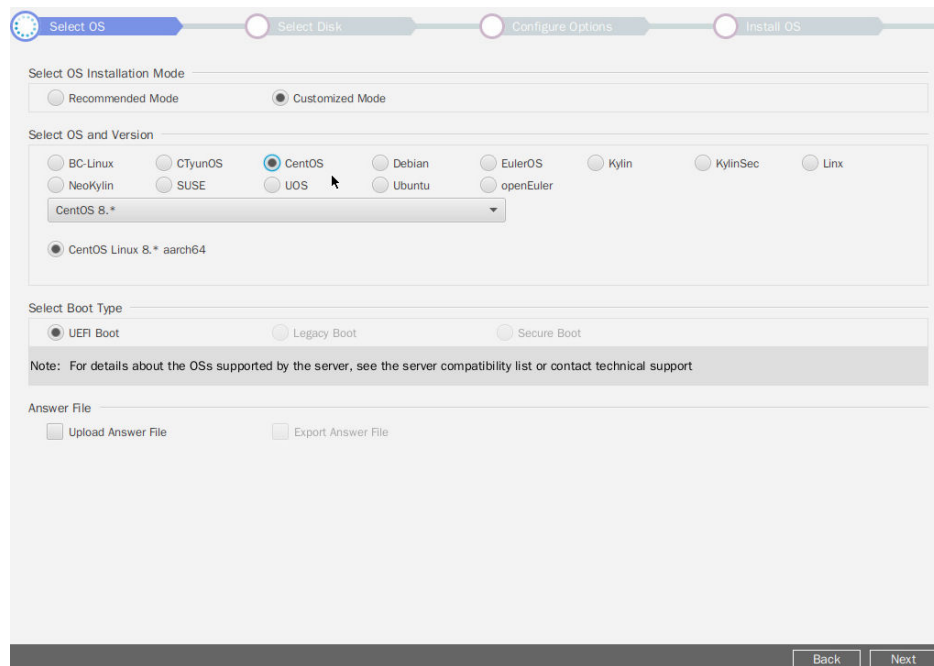 Select OS Select Disk Configure Options Install OS
Select OS Installation Mode
Recommended Mode Customized Mode
Select OS and Version
BC-Linux CTyunOS CentOS Debian EulerOS Kylin KylinSec Linx
NeoKylin SUSE UOS Ubuntu openEuler
CentOS 8.*
CentOS Linux 8.* aarch64
Select Boot Type
UEFI Boot Legacy Boot Secure Boot
Note: For details about the OSs supported by the server, see the server compatibility list or contact technical support
Answer File
Upload Answer File Export Answer File
Back Next